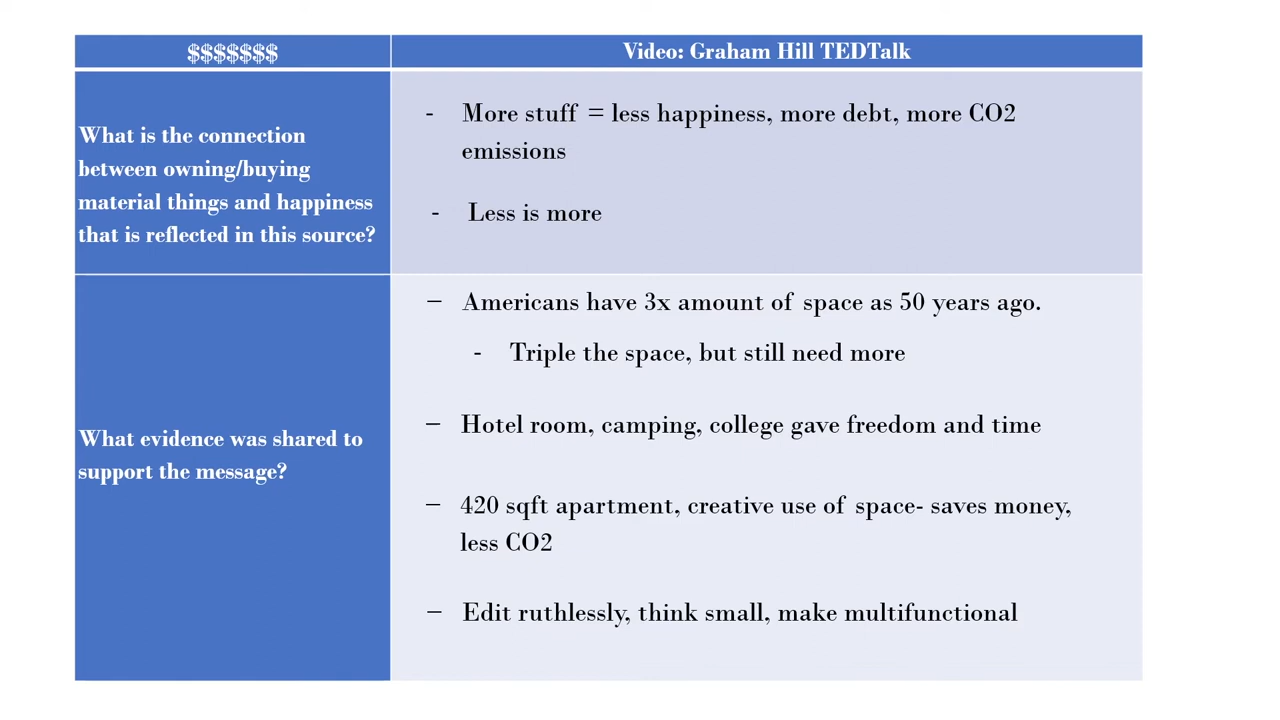 $$$$$$$
Video: Graham Hill TEDTalk
What is the connection
between owning/buying
material things and happiness
that is reflected in this source?
- More stuff = less happiness, more debt, more CO2
emissions
- Less is more
What evidence was shared to
support the message?
– Americans have 3x amount of space as 50 years ago.
- Triple the space, but still need more
– Hotel room, camping, college gave freedom and time
– 420 sqft apartment, creative use of space- saves money,
less CO2
– Edit ruthlessly, think small, make multifunctional